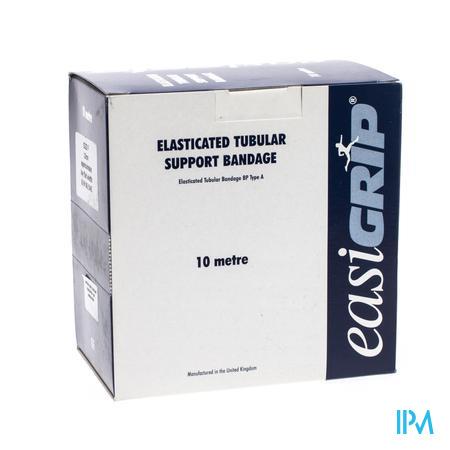 ELASTICATED TUBULAR
SUPPORT BANDAGE
Elasticated Tubular Bandage BP Type A
10 metre
Manufactured in the United Kingdom
easiGRIP®
IPM